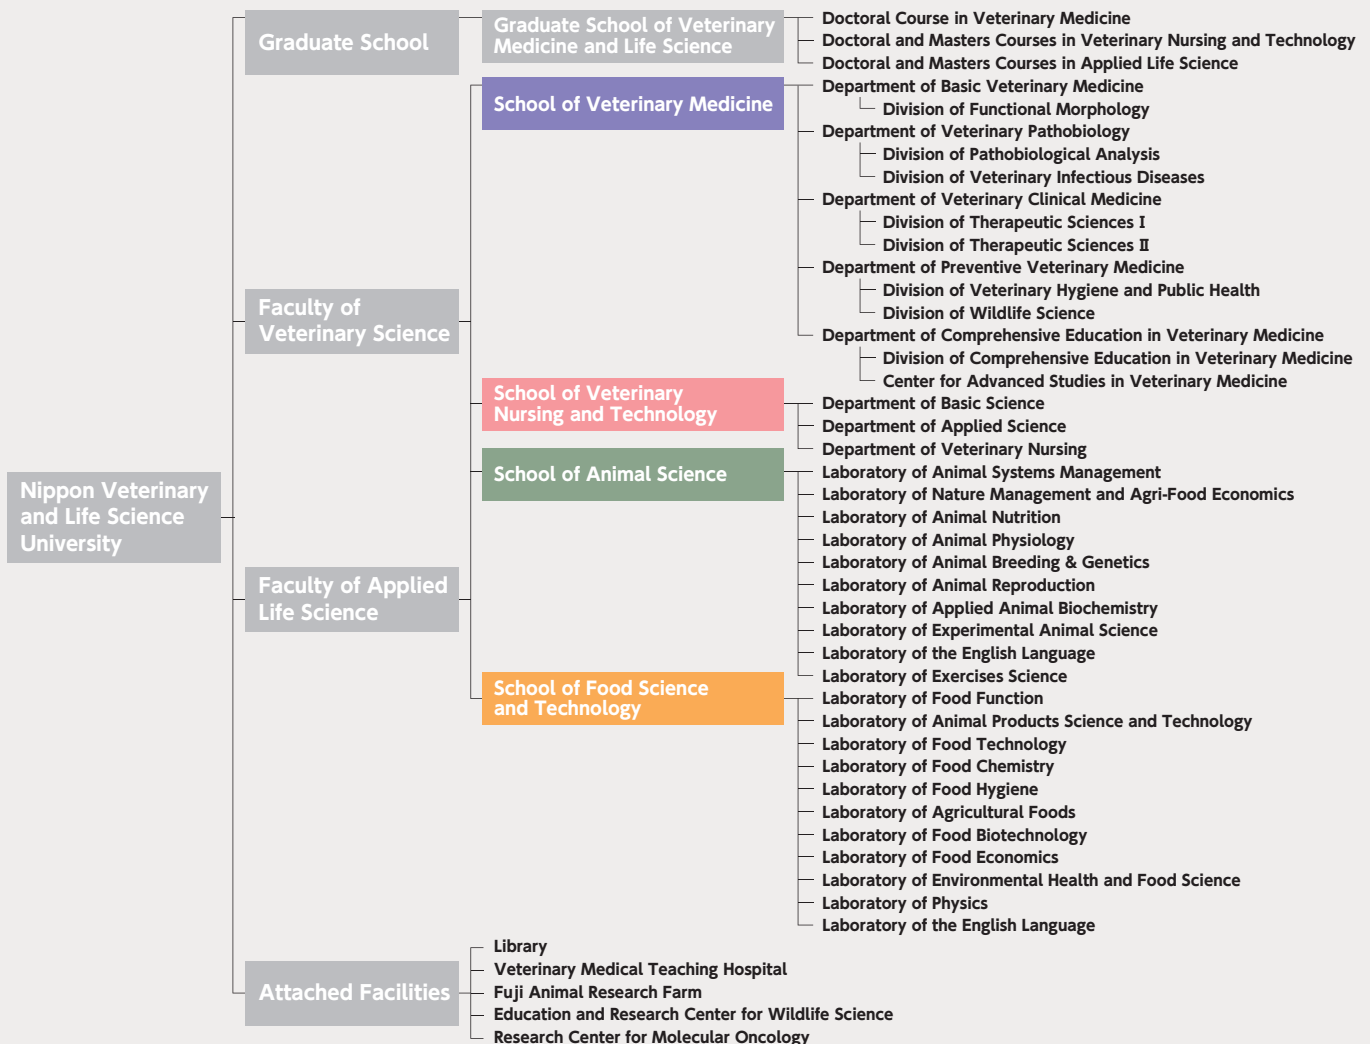 Nippon Veterinary
and Life Science
University
Graduate School
Graduate School of Veterinary
Medicine and Life Science
Doctoral Course in Veterinary Medicine
Doctoral and Masters Courses in Veterinary Nursing and Technology
Doctoral and Masters Courses in Applied Life Science
Faculty of
Veterinary Science
School of Veterinary Medicine
Department of Basic Veterinary Medicine
Division of Functional Morphology
Department of Veterinary Pathobiology
Division of Pathobiological Analysis
Division of Veterinary Infectious Diseases
Department of Veterinary Clinical Medicine
Division of Therapeutic Sciences I
Division of Therapeutic Sciences Ⅱ
Department of Preventive Veterinary Medicine
Division of Veterinary Hygiene and Public Health
Division of Wildlife Science
Department of Comprehensive Education in Veterinary Medicine
Division of Comprehensive Education in Veterinary Medicine
Center for Advanced Studies in Veterinary Medicine
School of Veterinary
Nursing and Technology
Department of Basic Science
Department of Applied Science
Department of Veterinary Nursing
Faculty of Applied
Life Science
School of Animal Science
Laboratory of Animal Systems Management
Laboratory of Nature Management and Agri-Food Economics
Laboratory of Animal Nutrition
Laboratory of Animal Physiology
Laboratory of Animal Breeding & Genetics
Laboratory of Animal Reproduction
Laboratory of Applied Animal Biochemistry
Laboratory of Experimental Animal Science
Laboratory of the English Language
Laboratory of Exercises Science
School of Food Science
and Technology
Laboratory of Food Function
Laboratory of Animal Products Science and Technology
Laboratory of Food Technology
Laboratory of Food Chemistry
Laboratory of Food Hygiene
Laboratory of Agricultural Foods
Laboratory of Food Biotechnology
Laboratory of Food Economics
Laboratory of Environmental Health and Food Science
Laboratory of Physics
Laboratory of the English Language
Attached Facilities
Library
Veterinary Medical Teaching Hospital
Fuji Animal Research Farm
Education and Research Center for Wildlife Science
Research Center for Molecular Oncology